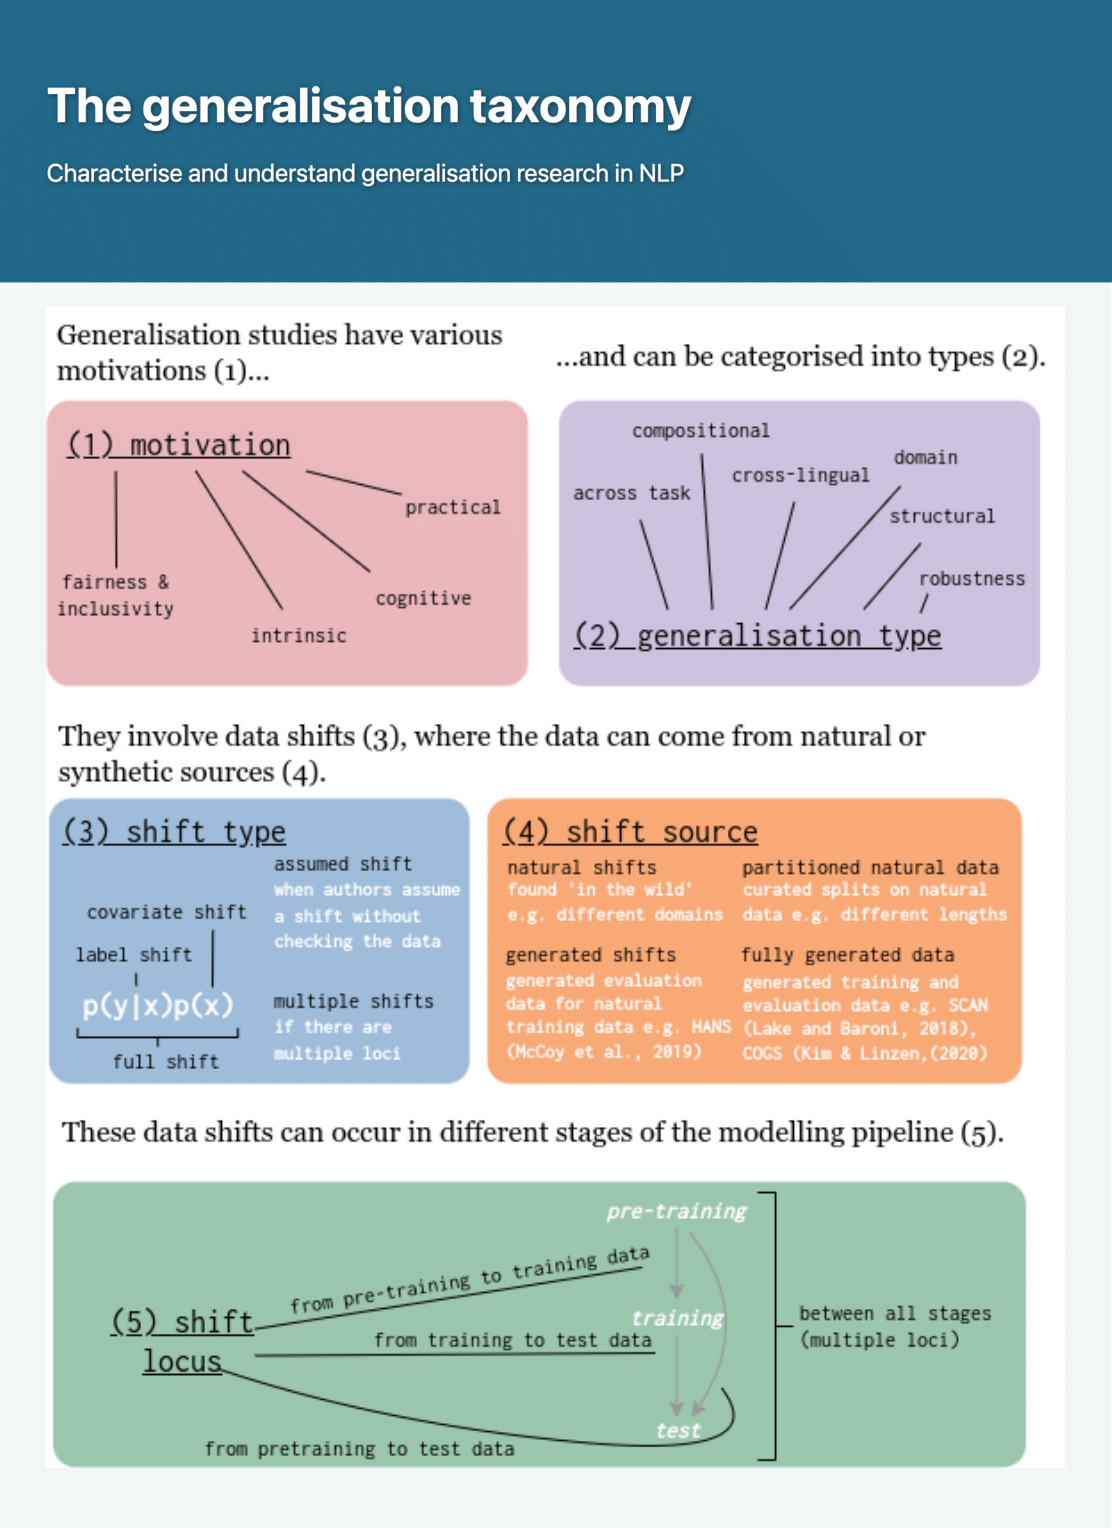 The generalisation taxonomy
Characterise and understand generalisation research in NLP
Generalisation studies have various
motivations (1)...
...and can be categorised into types (2).
(1) motivation
practical
fairness &
inclusivity
cognitive
intrinsic
compositional
domain
cross-lingual
across task
structural
robustness
(2) generalisation type
They involve data shifts (3), where the data can come from natural or
synthetic sources (4).
(3) shift type
assumed shift
when authors assume
a shift without
checking the data
covariate shift
label shift
p(y|x)p(x)
full shift
multiple shifts
if there are
multiple loci
(4) shift source
natural shifts
found 'in the wild'
e.g. different domains
partitioned natural data
curated splits on natural
data e.g. different lengths
generated shifts
generated evaluation
data for natural
training data e.g. HANS
(McCoy et al., 2019)
fully generated data
generated training and
evaluation data e.g. SCAN
(Lake and Baroni, 2018),
COGS (Kim & Linzen,(2020)
These data shifts can occur in different stages of the modelling pipeline (5).
pre-training
from pre-training to training data
(5) shift
locus
training
from training to test data
between all stages
(multiple loci)
test
from pretraining to test data